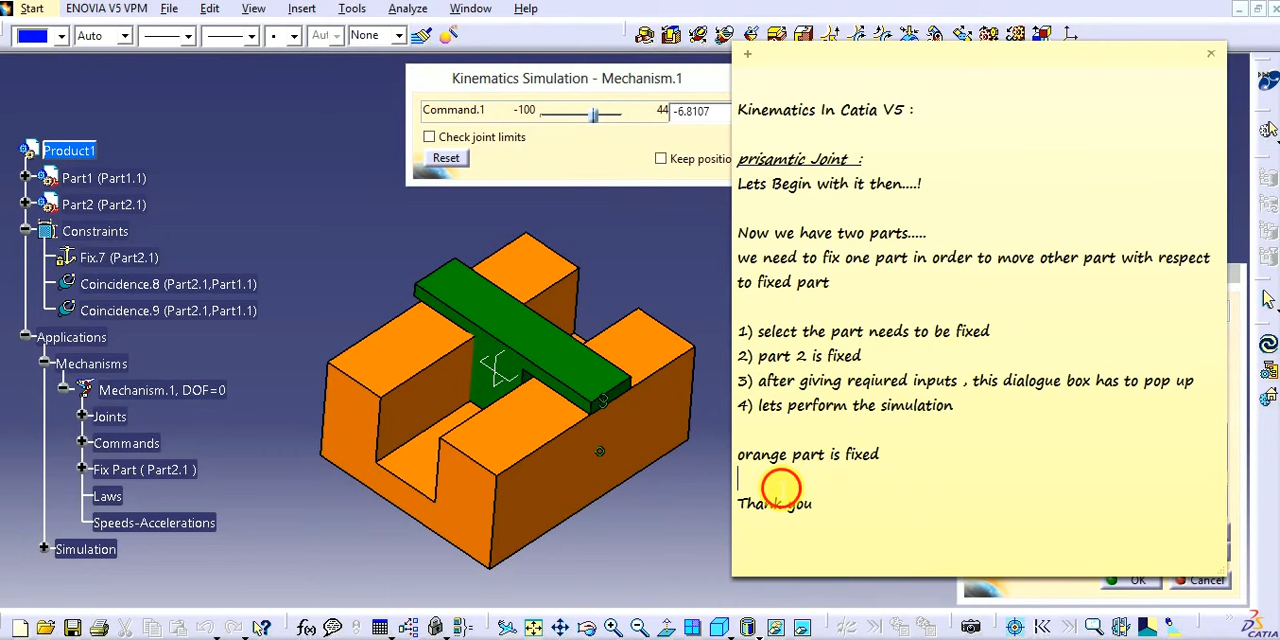 Start ENOVIA V5 VPM File Edit View Insert Tools Analyze Window Help
Auto Aut None
Kinematics Simulation - Mechanism.1
Command.1 -100 44 -6.8107
Check joint limits
Reset Keep positio
Product1
Part1 (Part1.1)
Part2 (Part2.1)
Constraints
Fix.7 (Part2.1)
Coincidence.8 (Part2.1,Part1.1)
Coincidence.9 (Part2.1,Part1.1)
Applications
Mechanisms
Mechanism.1, DOF=0
Joints
Commands
Fix Part ( Part2.1 )
Laws
Speeds-Accelerations
Simulation
Kinematics In Catia V5 :
prisamtic Joint :
Lets Begin with it then....!
Now we have two parts.....
we need to fix one part in order to move other part with respect
to fixed part
1) select the part needs to be fixed
2) part 2 is fixed
3) after giving reqiured inputs , this dialogue box has to pop up
4) lets perform the simulation
orange part is fixed
Thank you
OK Cancel
f(x)
CATIA